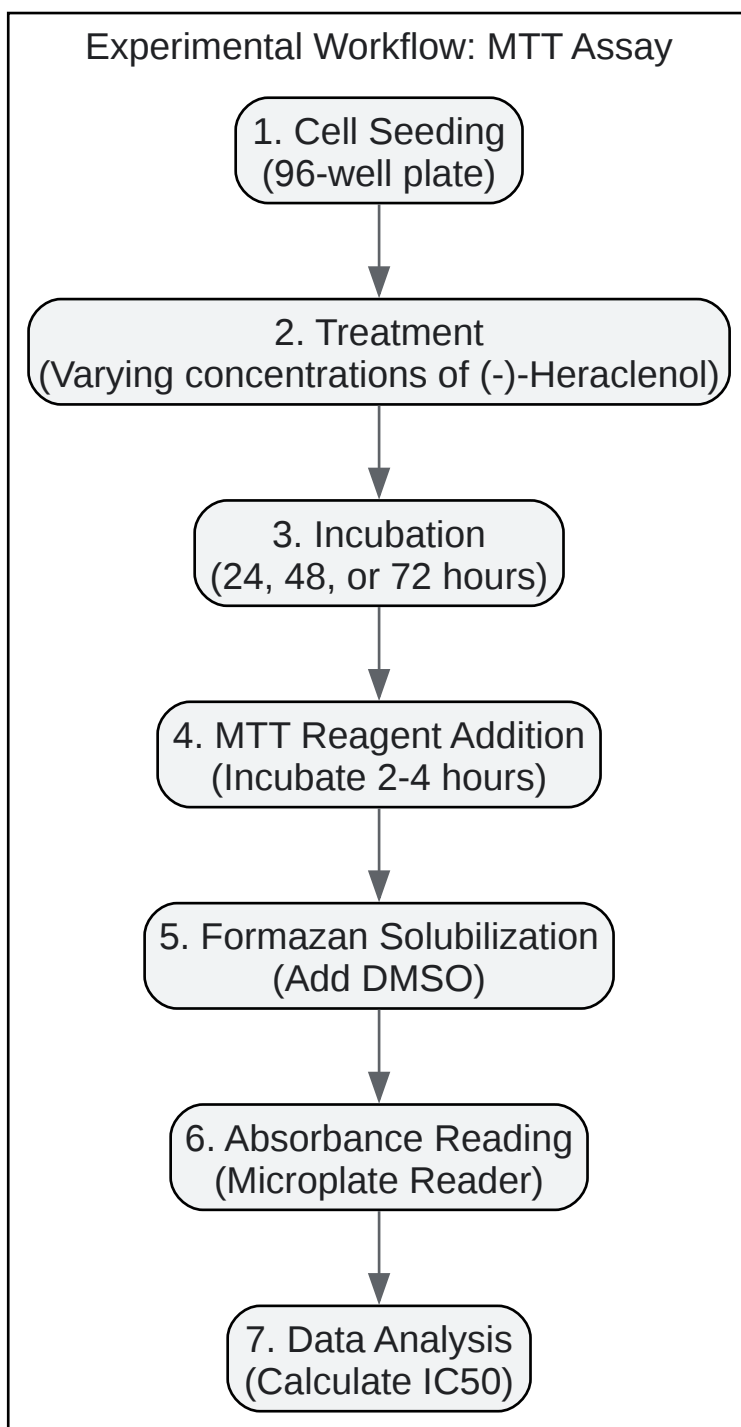 Experimental Workflow: MTT Assay
1. Cell Seeding
(96-well plate)
2. Treatment
(Varying concentrations of (-)-Heraclenol)
3. Incubation
(24, 48, or 72 hours)
4. MTT Reagent Addition
(Incubate 2-4 hours)
5. Formazan Solubilization
(Add DMSO)
6. Absorbance Reading
(Microplate Reader)
7. Data Analysis
(Calculate IC50)